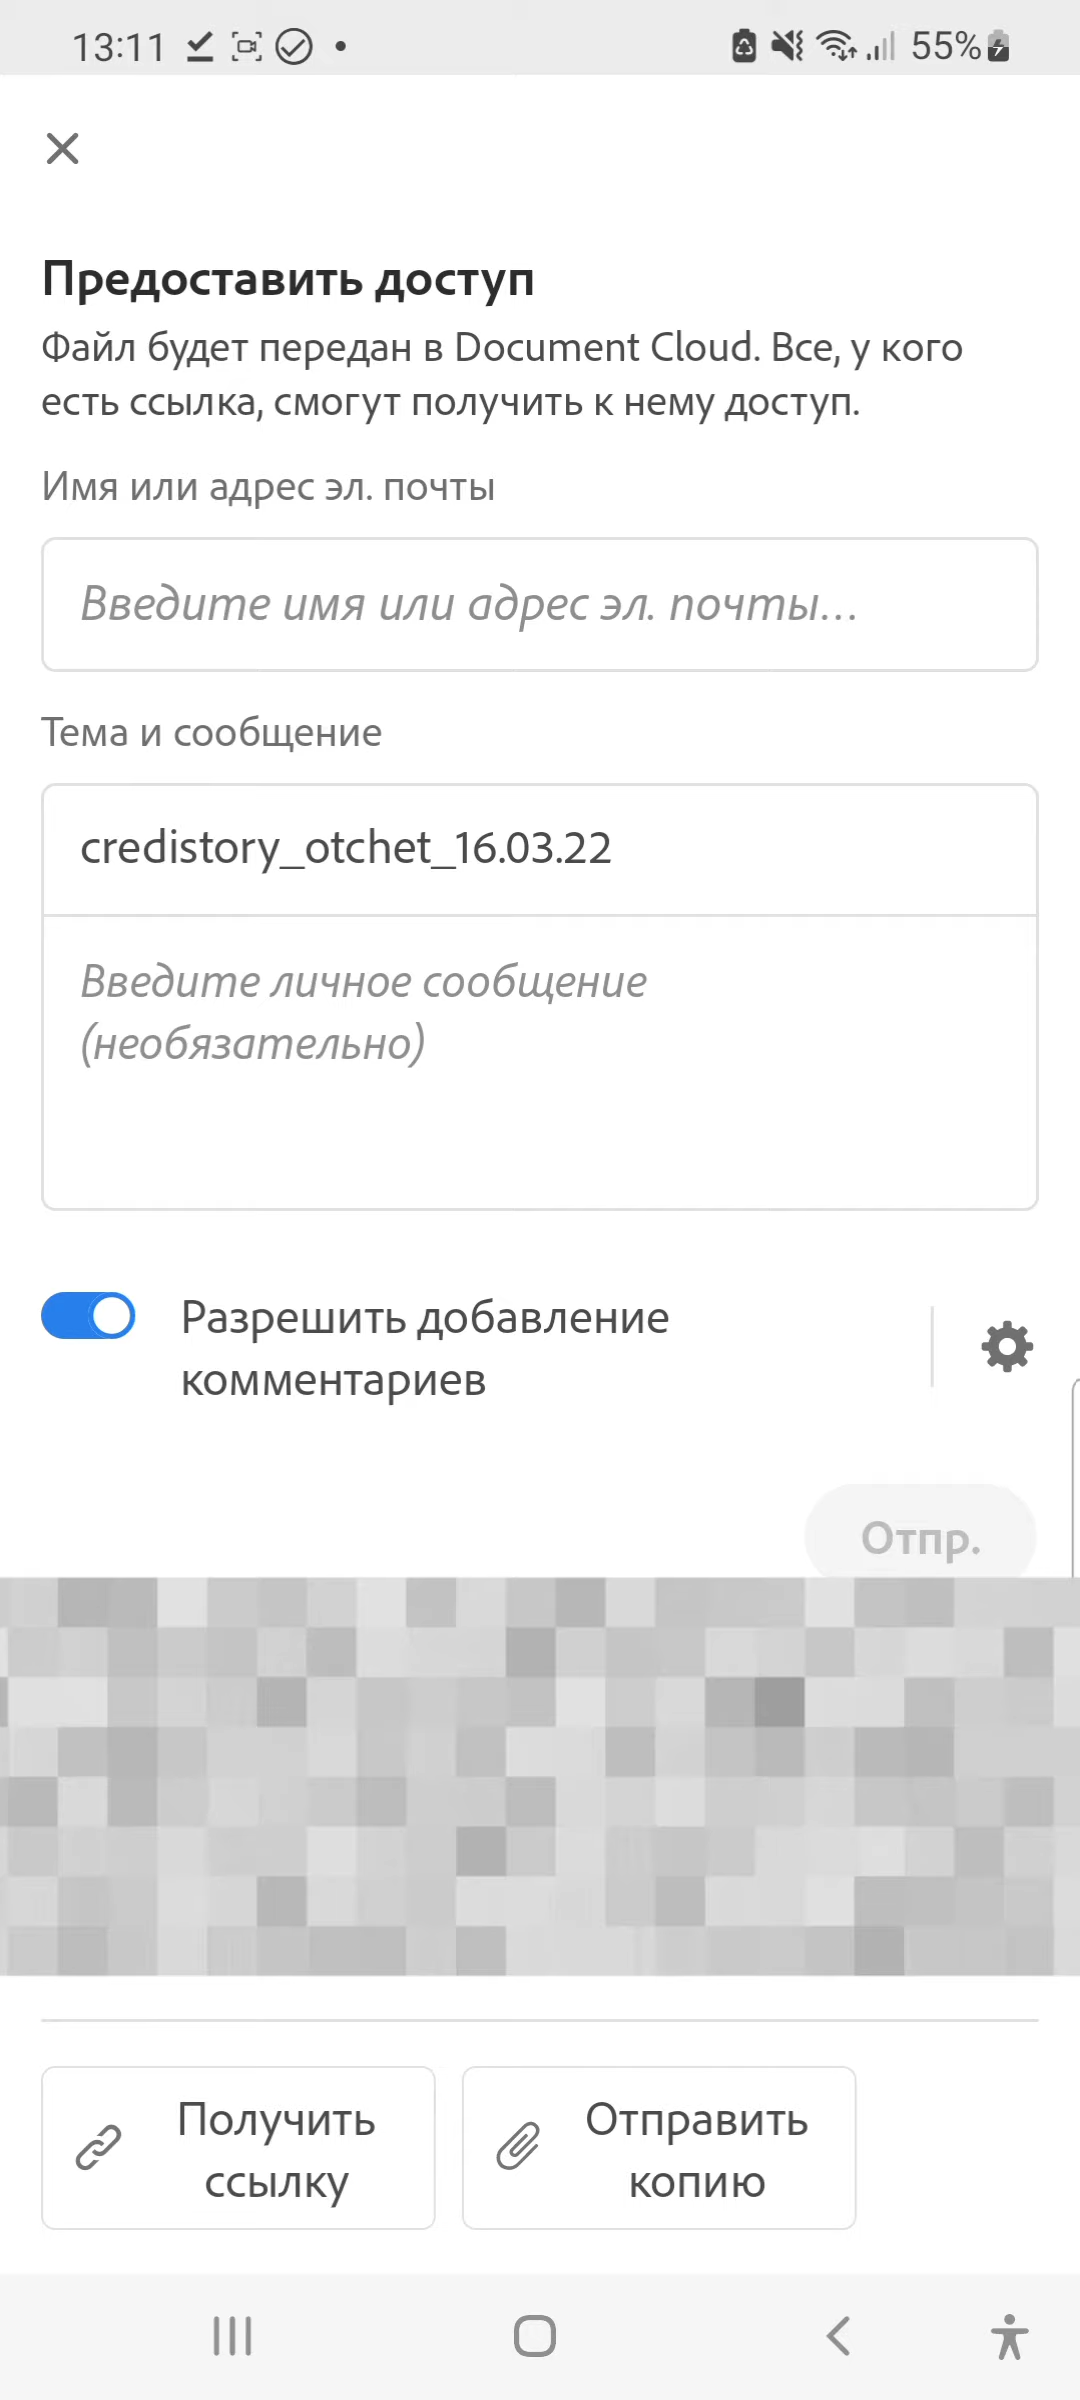 13:11 55%
Предоставить доступ
Файл будет передан в Document Cloud. Все, у кого
есть ссылка, смогут получить к нему доступ.
Имя или адрес эл. почты
Введите имя или адрес эл. почты...
Тема и сообщение
credistory_otchet_16.03.22
Введите личное сообщение
(необязательно)
Разрешить добавление
комментариев
Отпр.
Получить
ссылку
Отправить
копию